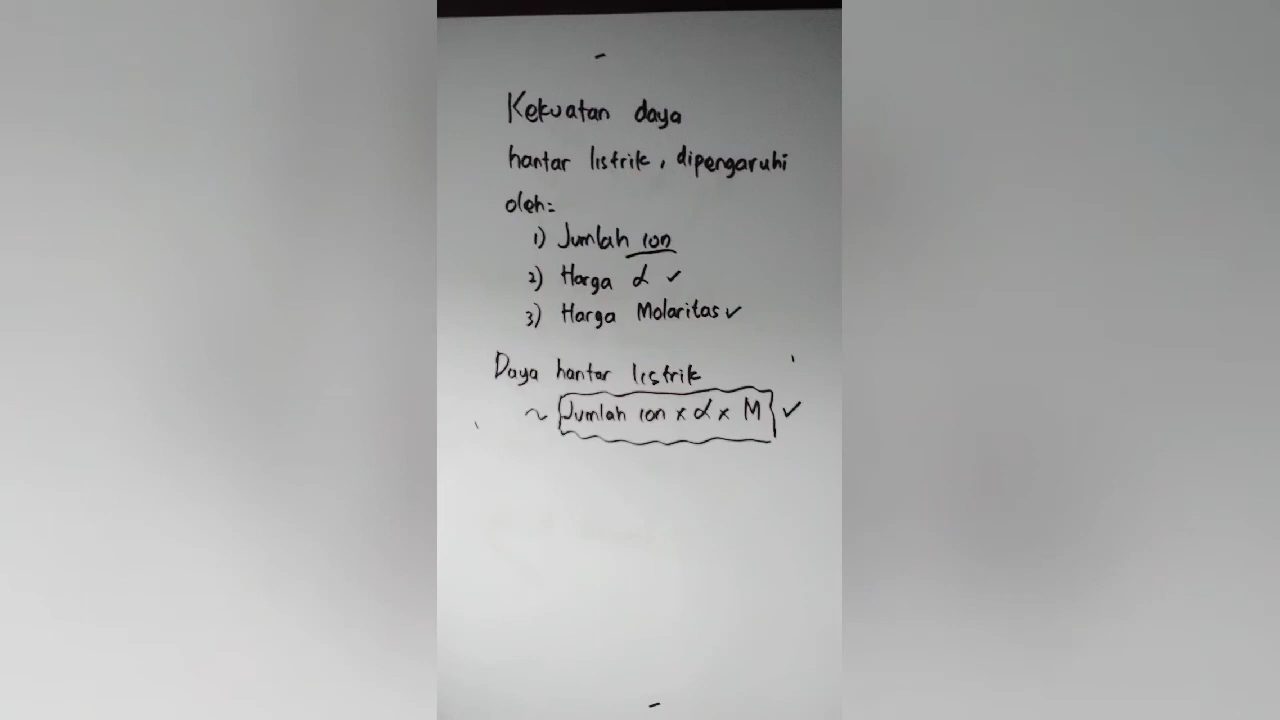 Kekuatan daya
hantar listrik, dipengaruhi
oleh=
1) Jumlah ion
2) Harga α ✓
3) Harga Molaritas ✓
Daya hantar listrik
~ Jumlah ion x α x M ✓